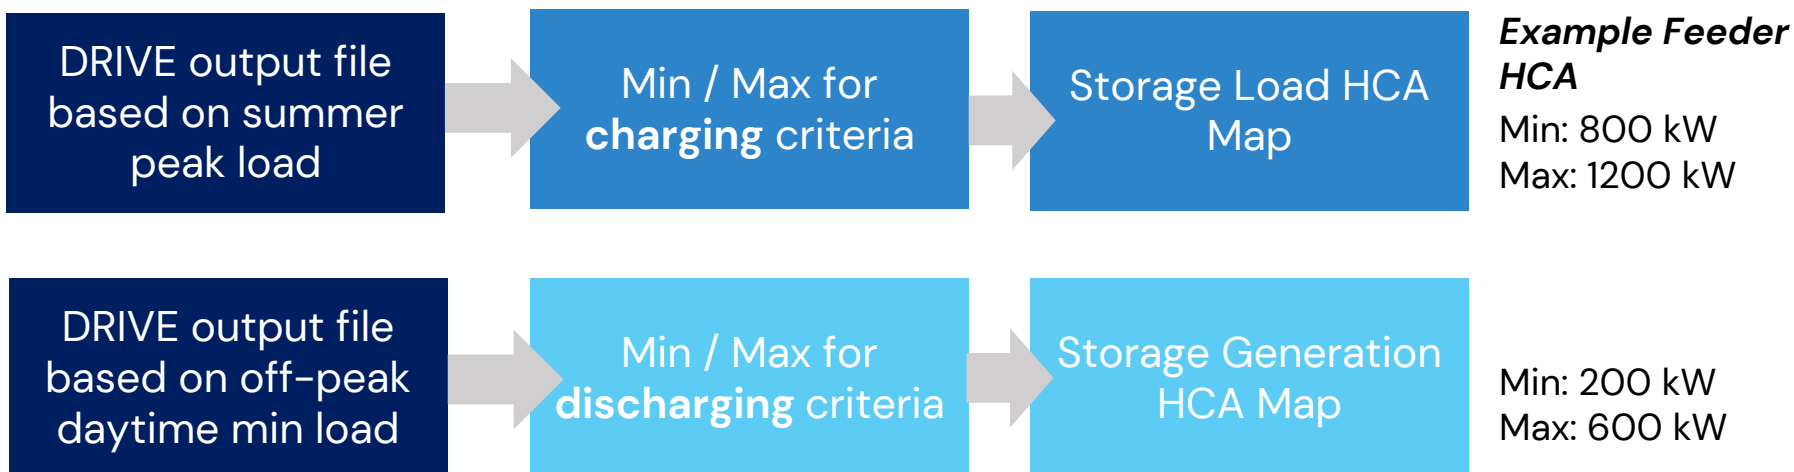 DRIVE output file
based on summer
peak load
Min / Max for
charging criteria
Storage Load HCA
Map
Example Feeder
HCA
Min: 800 kW
Max: 1200 kW
DRIVE output file
based on off-peak
daytime min load
Min / Max for
discharging criteria
Storage Generation
HCA Map
Min: 200 kW
Max: 600 kW